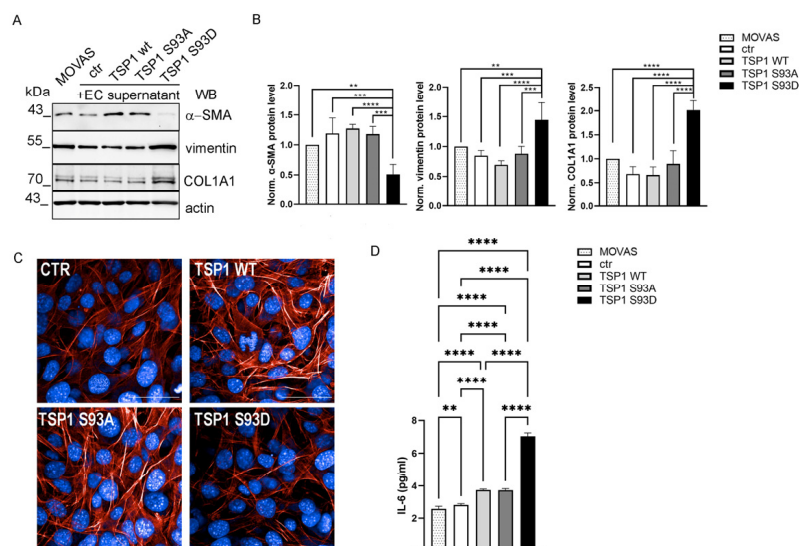 A
MOVAS
ctr
TSP1 wt
TSP1 S93A
TSP1 S93D
kDa
+EC supernatant
WB
43
α-SMA
55
vimentin
70
COL1A1
43
actin
B
Norm. α-SMA protein level
2.0
1.5
1.0
0.5
0.0
**
***
****
***
Norm. vimentin protein level
2.0
1.5
1.0
0.5
0.0
**
***
****
***
Norm. COL1A1 protein level
2.5
2.0
1.5
1.0
0.5
0.0
****
****
****
****
MOVAS
ctr
TSP1 WT
TSP1 S93A
TSP1 S93D
C
CTR
TSP1 WT
TSP1 S93A
TSP1 S93D
D
****
****
****
****
**** ****
****
** ****
IL-6 (pg/ml)
8
6
4
2
MOVAS
ctr
TSP1 WT
TSP1 S93A
TSP1 S93D